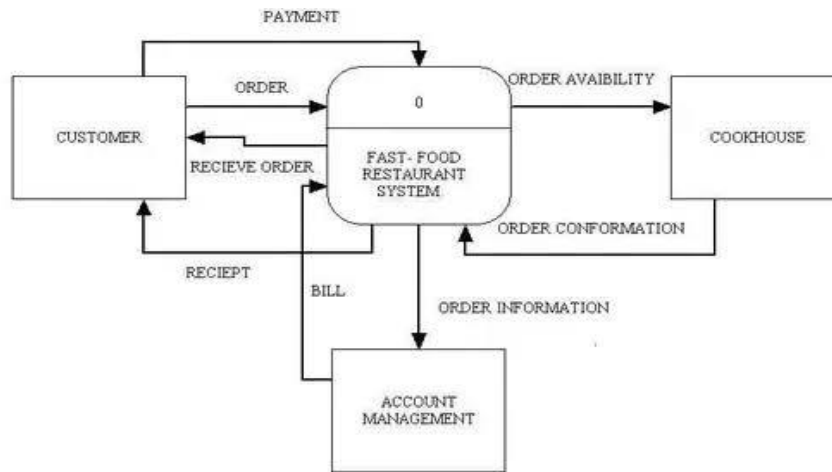 PAYMENT
ORDER
ORDER AVAIBILITY
0
CUSTOMER
COOKHOUSE
FAST- FOOD
RESTAURANT
SYSTEM
RECIEVE ORDER
ORDER CONFORMATION
RECIEPT
BILL
ORDER INFORMATION
ACCOUNT
MANAGEMENT